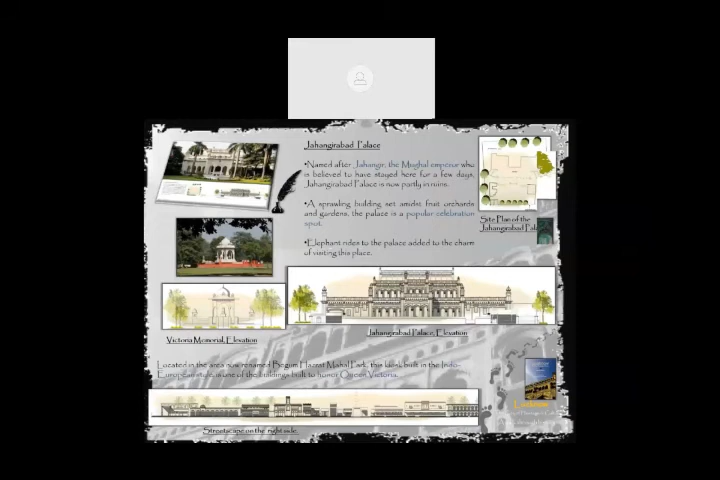 Jahangirabad Palace
•Named after Jahangir, the Mughal emperor who
is believed to have stayed here for a few days,
Jahangirabad Palace is now partly in ruins.
•A sprawling building set amidst fruit orchards
and gardens, the palace is a popular celebration
spot.
•Elephant rides to the palace added to the charm
of visiting this place.
Site Plan of the
Jahangirabad Pal
Jahangirabad Palace, Elevation
Victoria Memorial, Elevation
Located in the area now renamed Begum Hazrat Mahal Park, this kiosk built in the Indo-
European style is one of the buildings built to honor Queen Victoria.
Streetscape on the right side.